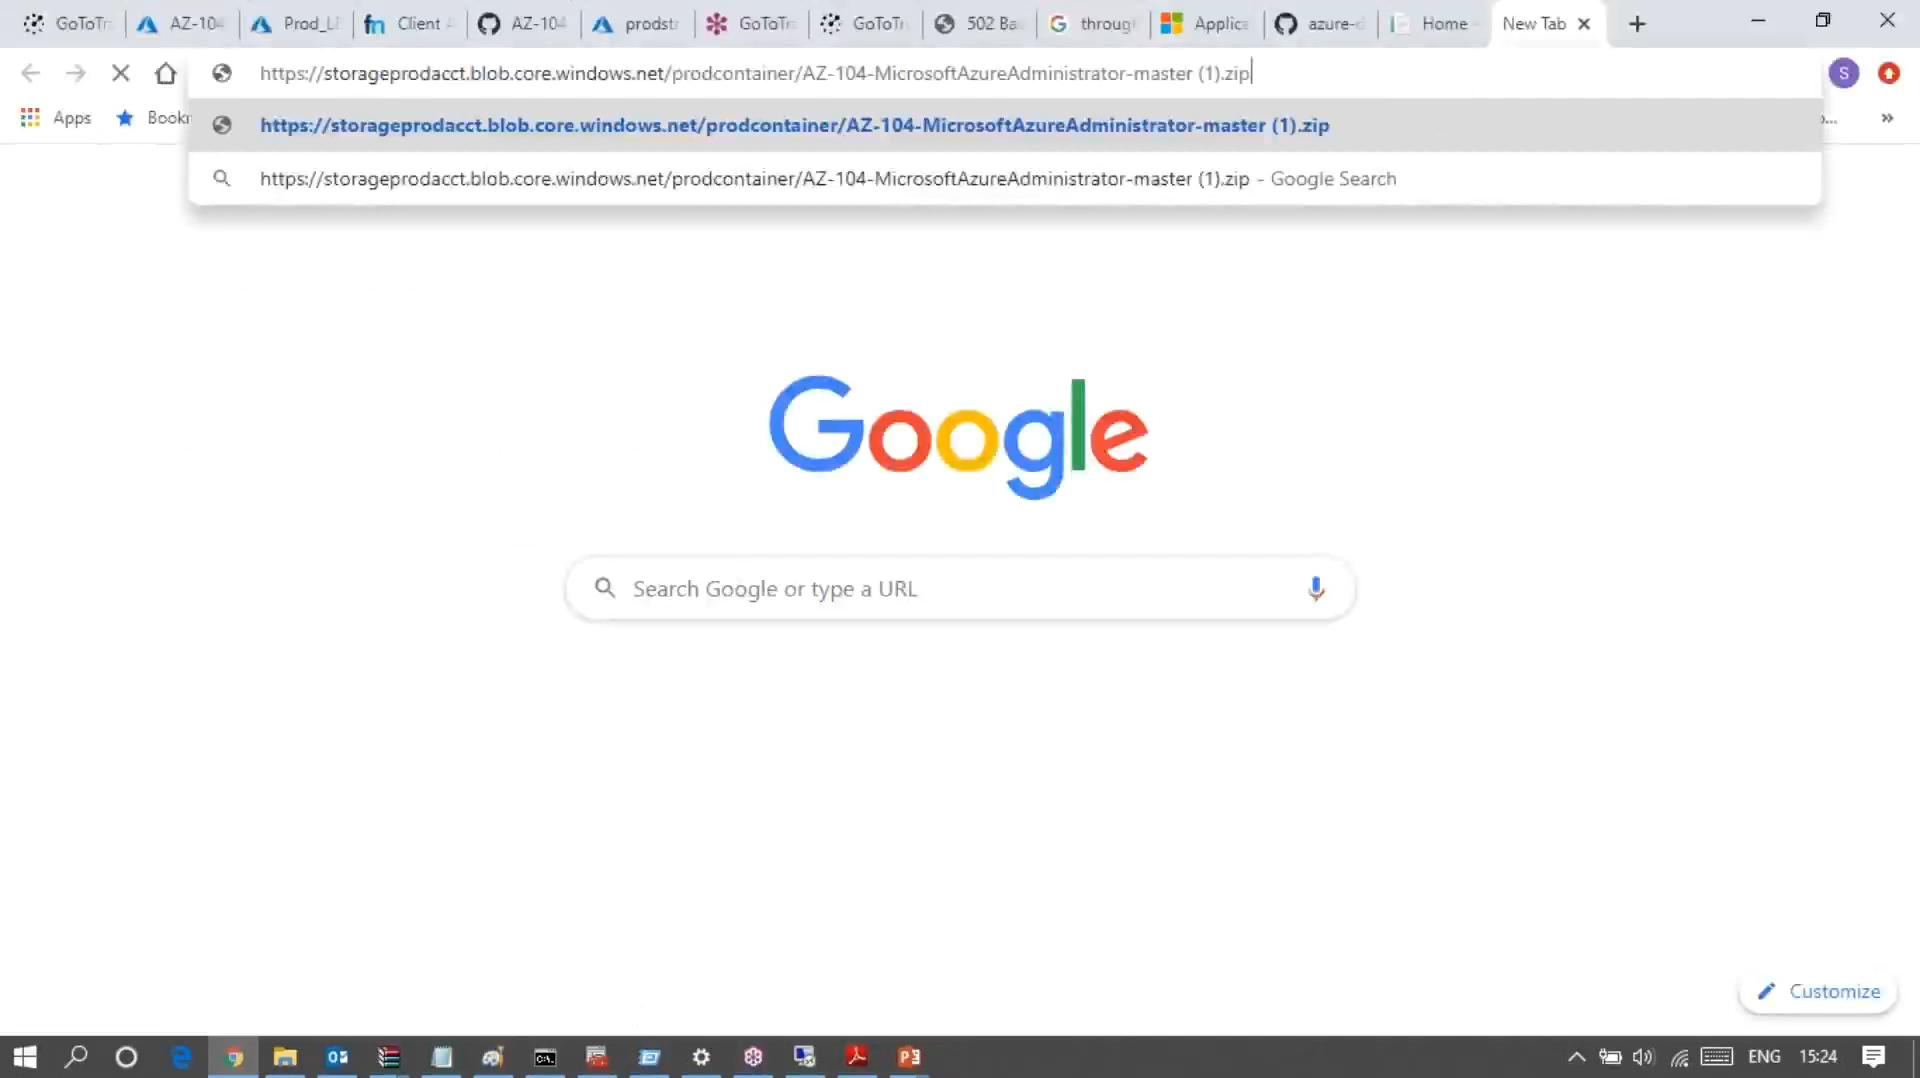 GoToTr
AZ-104
Prod_Li
Client A
AZ-104
prodstr
GoToTr
GoToTr
502 Ba
throug
Applica
azure-d
Home -
New Tab
https://storageprodacct.blob.core.windows.net/prodcontainer/AZ-104-MicrosoftAzureAdministrator-master (1).zip
S
Apps
Bookr
https://storageprodacct.blob.core.windows.net/prodcontainer/AZ-104-MicrosoftAzureAdministrator-master (1).zip
»
https://storageprodacct.blob.core.windows.net/prodcontainer/AZ-104-MicrosoftAzureAdministrator-master (1).zip - Google Search
Google
Search Google or type a URL
Customize
ENG
15:24